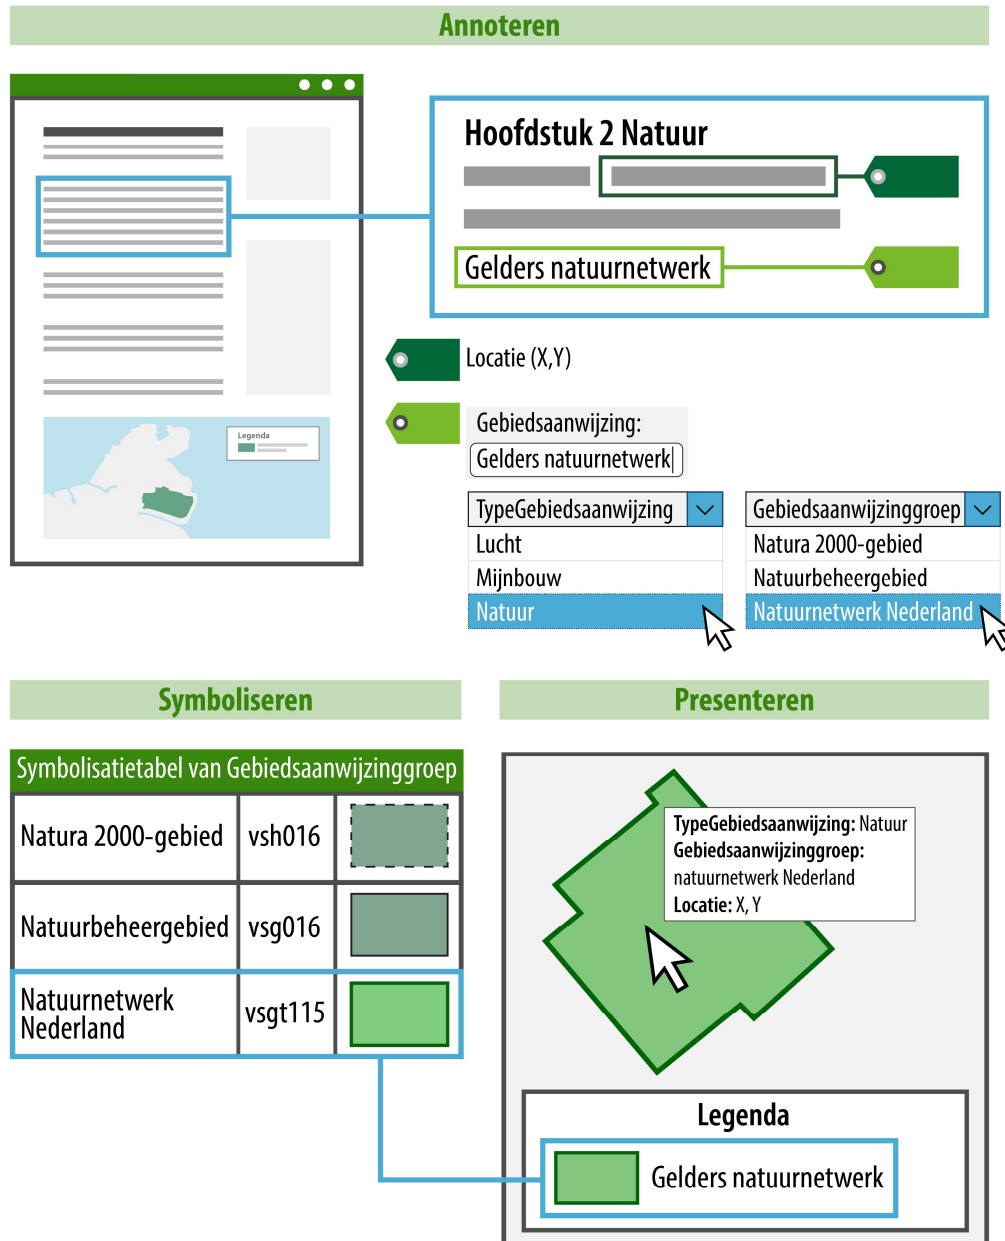 Annoteren
Hoofdstuk 2 Natuur
Gelders natuurnetwerk
Legenda
Locatie (X,Y)
Gebiedsaanwijzing:
Gelders natuurnetwerk
TypeGebiedsaanwijzing
Lucht
Mijnbouw
Natuur
Gebiedsaanwijzinggroep
Natura 2000-gebied
Natuurbeheergebied
Natuurnetwerk Nederland
Symboliseren
Symbolisatietabel van Gebiedsaanwijzinggroep
Natura 2000-gebied vsh016
Natuurbeheergebied vsg016
Natuurnetwerk
Nederland
vsgt115
Presenteren
TypeGebiedsaanwijzing: Natuur
Gebiedsaanwijzinggroep:
natuurnetwerk Nederland
Locatie: X, Y
Legenda
Gelders natuurnetwerk